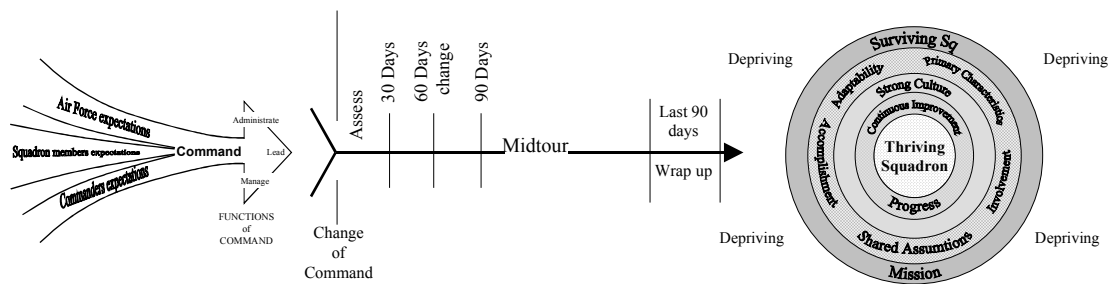 Air Force expectations
Squadron members expectations
Commanders expectations
Command
Administrate
Lead
Manage
FUNCTIONS
of
COMMAND
Change
of
Command
Assess
30 Days
60 Days
change
90 Days
Midtour
Last 90
days
Wrap up
Depriving
Depriving
Depriving
Depriving
Surviving Sq
Primary Characteristics
Adaptability
Strong Culture
Continuous Improvement
Thriving
Squadron
Accomplishment
Involvement
Progress
Shared Assumtions
Mission